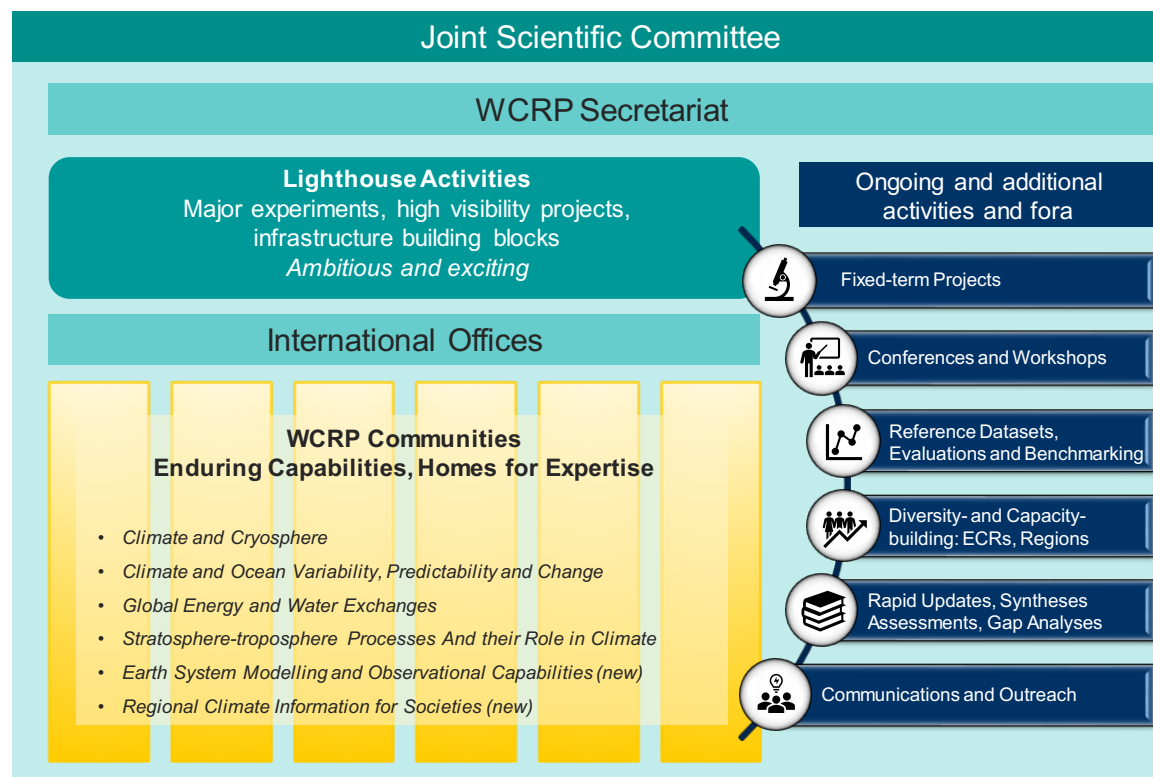 Joint Scientific Committee
WCRP Secretariat
Lighthouse Activities
Major experiments, high visibility projects,
infrastructure building blocks
Ambitious and exciting
International Offices
WCRP Communities
Enduring Capabilities, Homes for Expertise
• Climate and Cryosphere
• Climate and Ocean Variability, Predictability and Change
• Global Energy and Water Exchanges
• Stratosphere-troposphere Processes And their Role in Climate
• Earth System Modelling and Observational Capabilities (new)
• Regional Climate Information for Societies (new)
Ongoing and additional
activities and fora
Fixed-term Projects
Conferences and Workshops
Reference Datasets,
Evaluations and Benchmarking
Diversity- and Capacity-
building: ECRs, Regions
Rapid Updates, Syntheses
Assessments, Gap Analyses
Communications and Outreach